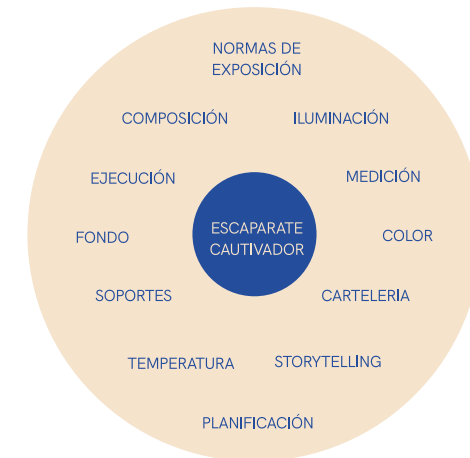 NORMAS DE
EXPOSICIÓN
COMPOSICIÓN
ILUMINACIÓN
EJECUCIÓN
MEDICIÓN
ESCAPARATE
CAUTIVADOR
FONDO
COLOR
SOPORTES
CARTELERIA
TEMPERATURA
STORYTELLING
PLANIFICACIÓN